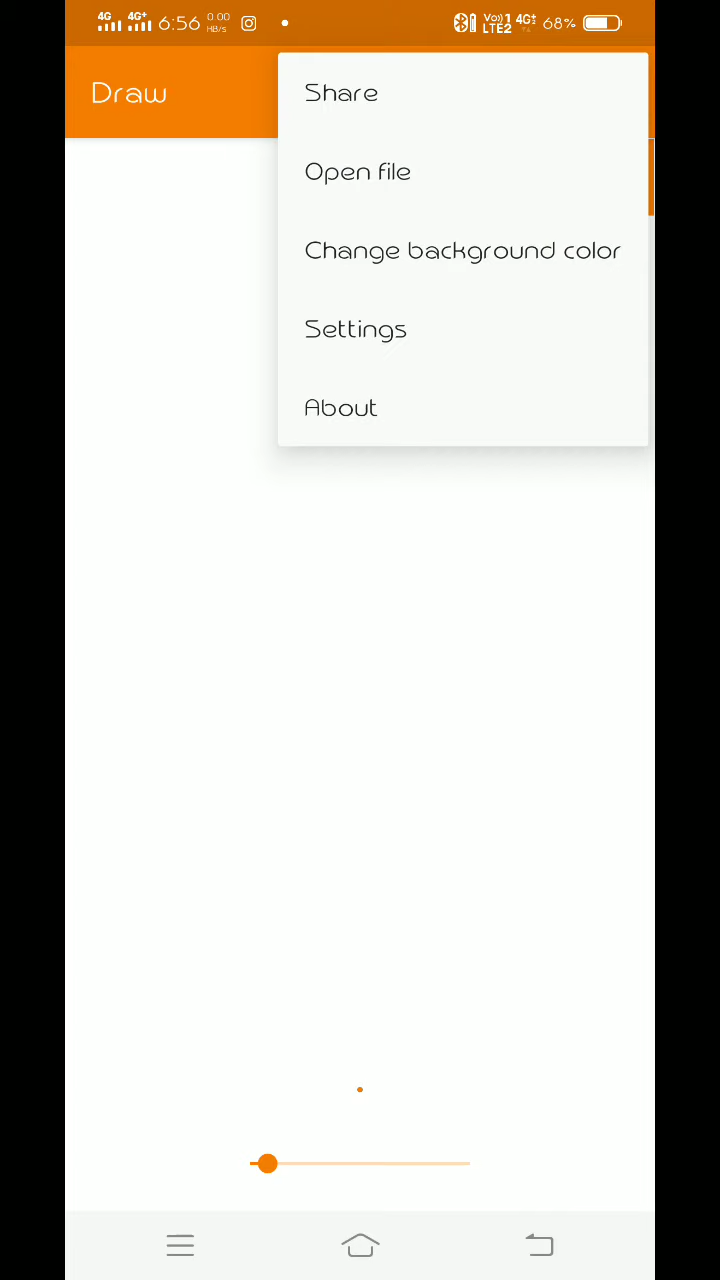 4G 4G+ 6:56 0.00 HB/s Vo))1 LTE2 4G+ 68%
Draw
Share
Open file
Change background color
Settings
About